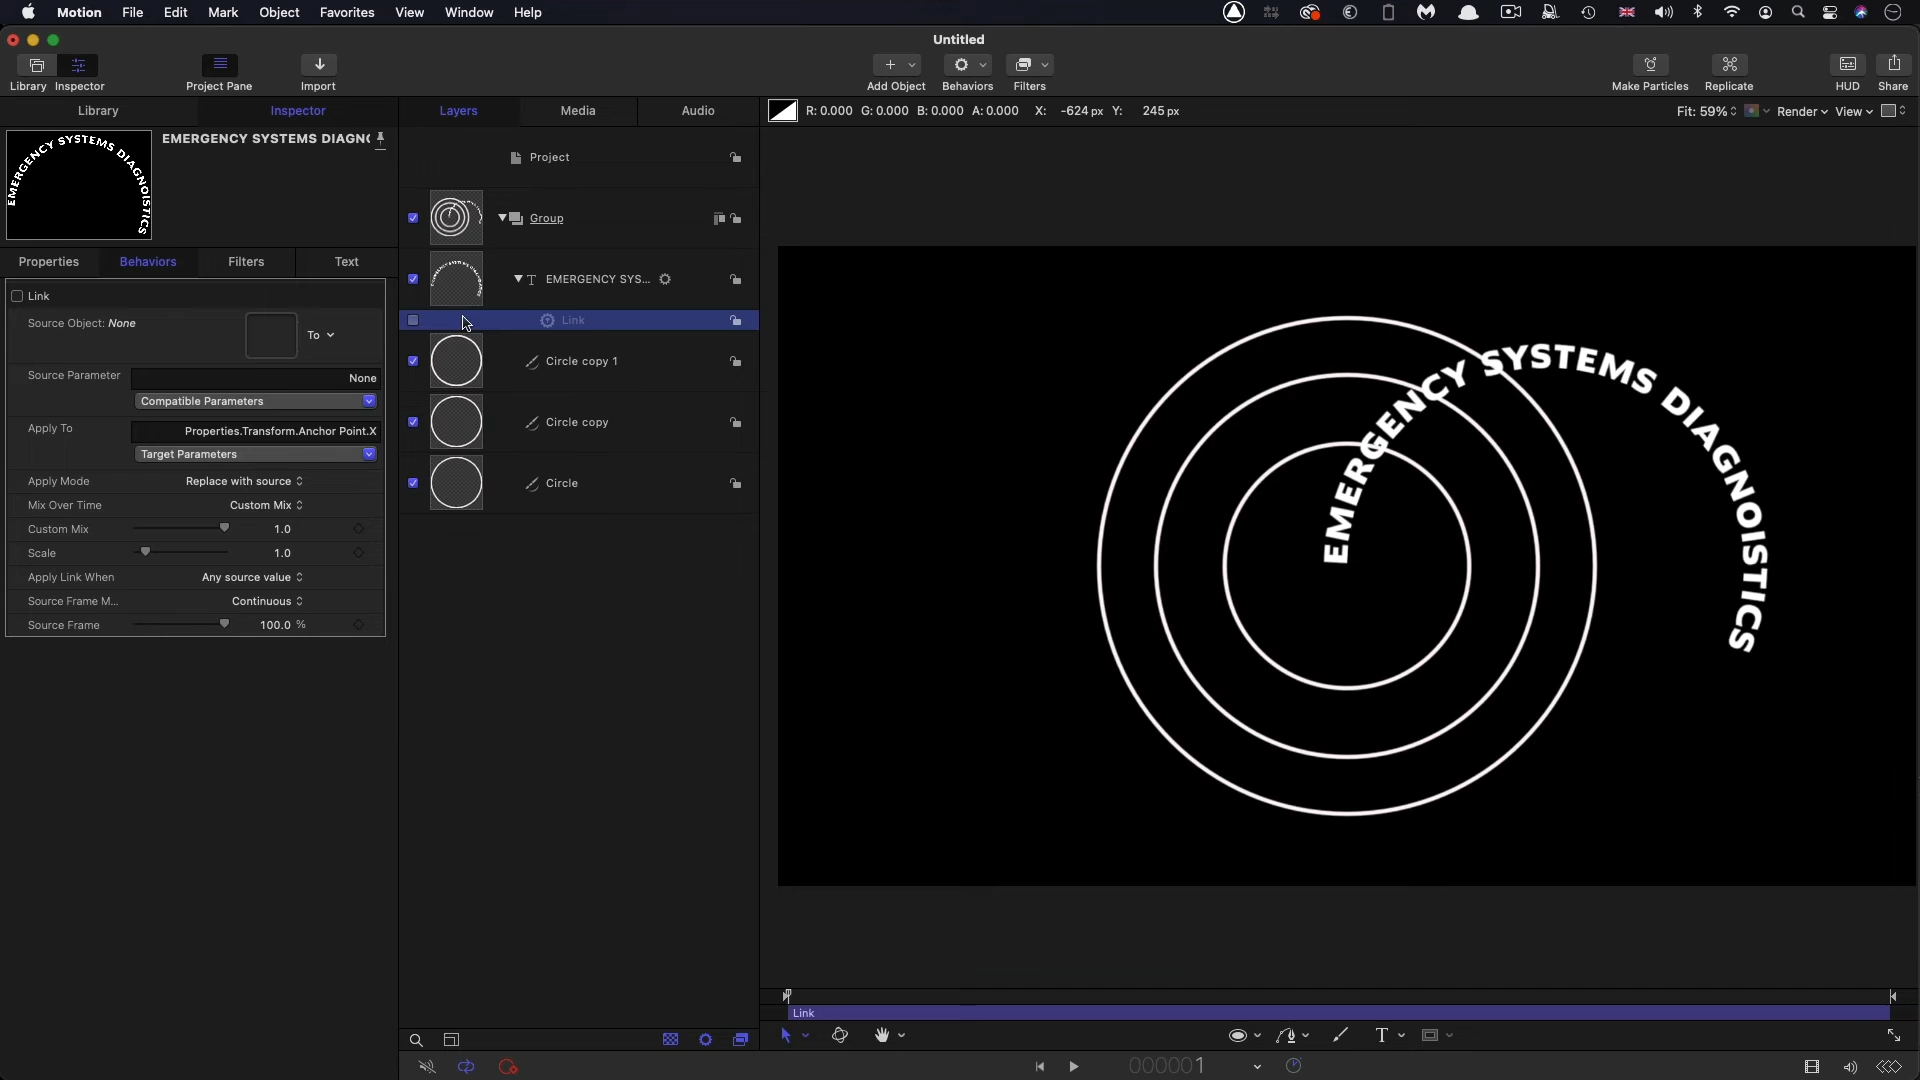 Motion File Edit Mark Object Favorites View Window Help
Untitled
Library Inspector Project Pane Import Add Object Behaviors Filters Make Particles Replicate HUD Share
Library Inspector Layers Media Audio R: 0.000 G: 0.000 B: 0.000 A: 0.000 X: -624 px Y: 245 px Fit: 59% Render View
EMERGENCY SYSTEMS DIAGNOISTICS
EMERGENCY SYSTEMS DIAGN
Properties Behaviors Filters Text
Link
Source Object: None
To
Source Parameter None
Compatible Parameters
Apply To Properties.Transform.Anchor Point.X
Target Parameters
Apply Mode Replace with source
Mix Over Time Custom Mix
Custom Mix 1.0
Scale 1.0
Apply Link When Any source value
Source Frame M... Continuous
Source Frame 100.0 %
Project
Group
T EMERGENCY SYS...
Link
Circle copy 1
Circle copy
Circle
EMERGENCY SYSTEMS DIAGNOISTICS
Link
T
000001